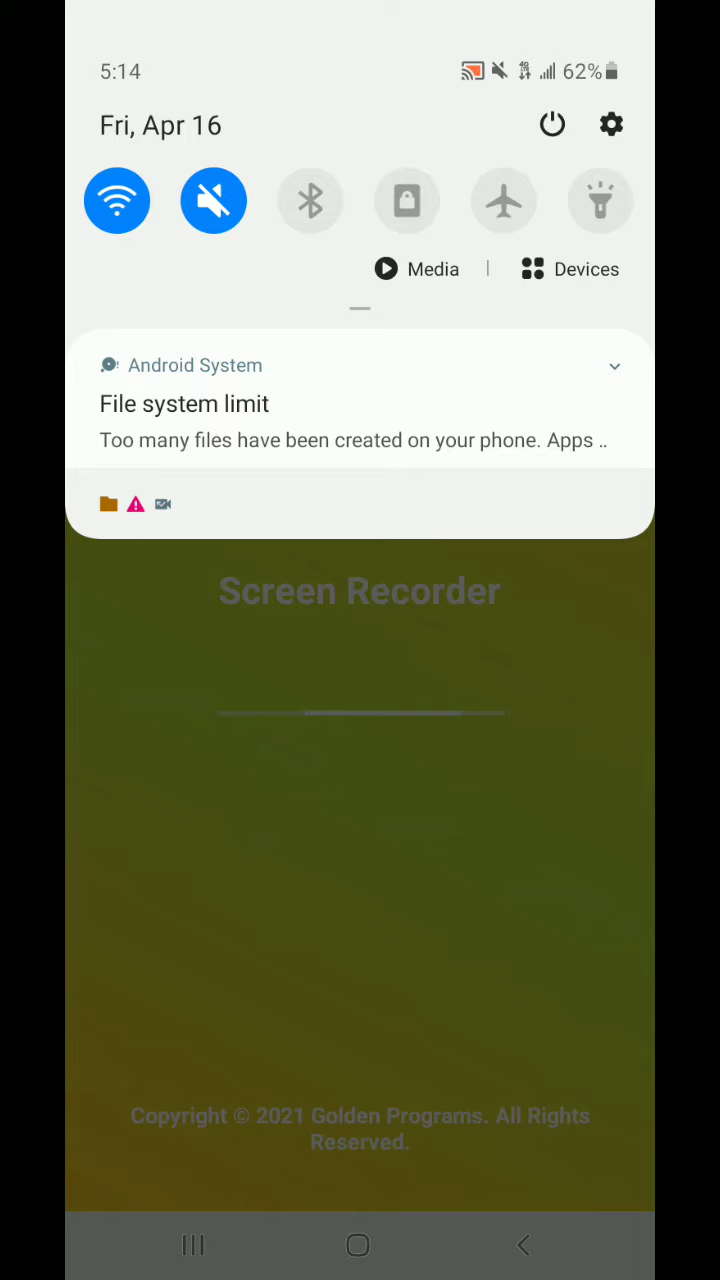 5:14
62%
Fri, Apr 16
Media | Devices
Android System
File system limit
Too many files have been created on your phone. Apps ..
Screen Recorder
Copyright © 2021 Golden Programs. All Rights
Reserved.